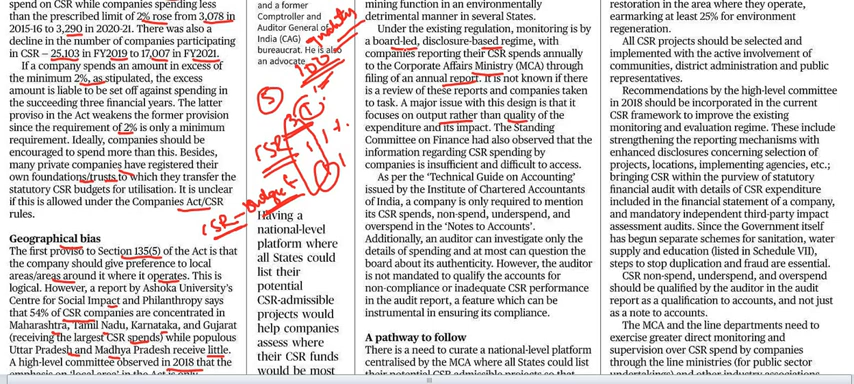 spend on CSR while companies spending less
than the prescribed limit of 2% rose from 3,078 in
2015-16 to 3,290 in 2020-21. There was also a
decline in the number of companies participating
in CSR – 25,103 in FY2019 to 17,007 in FY2021.
If a company spends an amount in excess of
the minimum 2%, as stipulated, the excess
amount is liable to be set off against spending in
the succeeding three financial years. The latter
proviso in the Act weakens the former provision
since the requirement of 2% is only a minimum
requirement. Ideally, companies should be
encouraged to spend more than this. Besides,
many private companies have registered their
own foundations/trusts to which they transfer the
statutory CSR budgets for utilisation. It is unclear
if this is allowed under the Companies Act/CSR
rules.
Geographical bias
The first proviso to Section 135(5) of the Act is that
the company should give preference to local
areas/areas around it where it operates. This is
logical. However, a report by Ashoka University's
Centre for Social Impact and Philanthropy says
that 54% of CSR companies are concentrated in
Maharashtra, Tamil Nadu, Karnataka, and Gujarat
(receiving the largest CSR spends) while populous
Uttar Pradesh and Madhya Pradesh receive little.
A high-level committee observed in 2018 that the
and a former
Comptroller and
Auditor General of
India (CAG)
bureaucrat. He is also
an advocate
CSR
CSR – budget
Having a
national-level
platform where
all States could
list their
potential
CSR-admissible
projects would
help companies
assess where
their CSR funds
would be most
mining function in an environmentally
detrimental manner in several States.
Under the existing regulation, monitoring is by
a board-led, disclosure-based regime, with
companies reporting their CSR spends annually
to the Corporate Affairs Ministry (MCA) through
filing of an annual report. It is not known if there
is a review of these reports and companies taken
to task. A major issue with this design is that it
focuses on output rather than quality of the
expenditure and its impact. The Standing
Committee on Finance had also observed that the
information regarding CSR spending by
companies is insufficient and difficult to access.
As per the 'Technical Guide on Accounting'
issued by the Institute of Chartered Accountants
of India, a company is only required to mention
its CSR spends, non-spend, underspend, and
overspend in the 'Notes to Accounts'.
Additionally, an auditor can investigate only the
details of spending and at most can question the
board about its authenticity. However, the auditor
is not mandated to qualify the accounts for
non-compliance or inadequate CSR performance
in the audit report, a feature which can be
instrumental in ensuring its compliance.
A pathway to follow
There is a need to curate a national-level platform
centralised by the MCA where all States could list
their potential CSR-admissible projects so that
restoration in the area where they operate,
earmarking at least 25% for environment
regeneration.
All CSR projects should be selected and
implemented with the active involvement of
communities, district administration and public
representatives.
Recommendations by the high-level committee
in 2018 should be incorporated in the current
CSR framework to improve the existing
monitoring and evaluation regime. These include
strengthening the reporting mechanisms with
enhanced disclosures concerning selection of
projects, locations, implementing agencies, etc.;
bringing CSR within the purview of statutory
financial audit with details of CSR expenditure
included in the financial statement of a company,
and mandatory independent third-party impact
assessment audits. Since the Government itself
has begun separate schemes for sanitation, water
supply and education (listed in Schedule VII),
steps to stop duplication and fraud are essential.
CSR non-spend, underspend, and overspend
should be qualified by the auditor in the audit
report as a qualification to accounts, and not just
as a note to accounts.
The MCA and the line departments need to
exercise greater direct monitoring and
supervision over CSR spend by companies
through the line ministries (for public sector